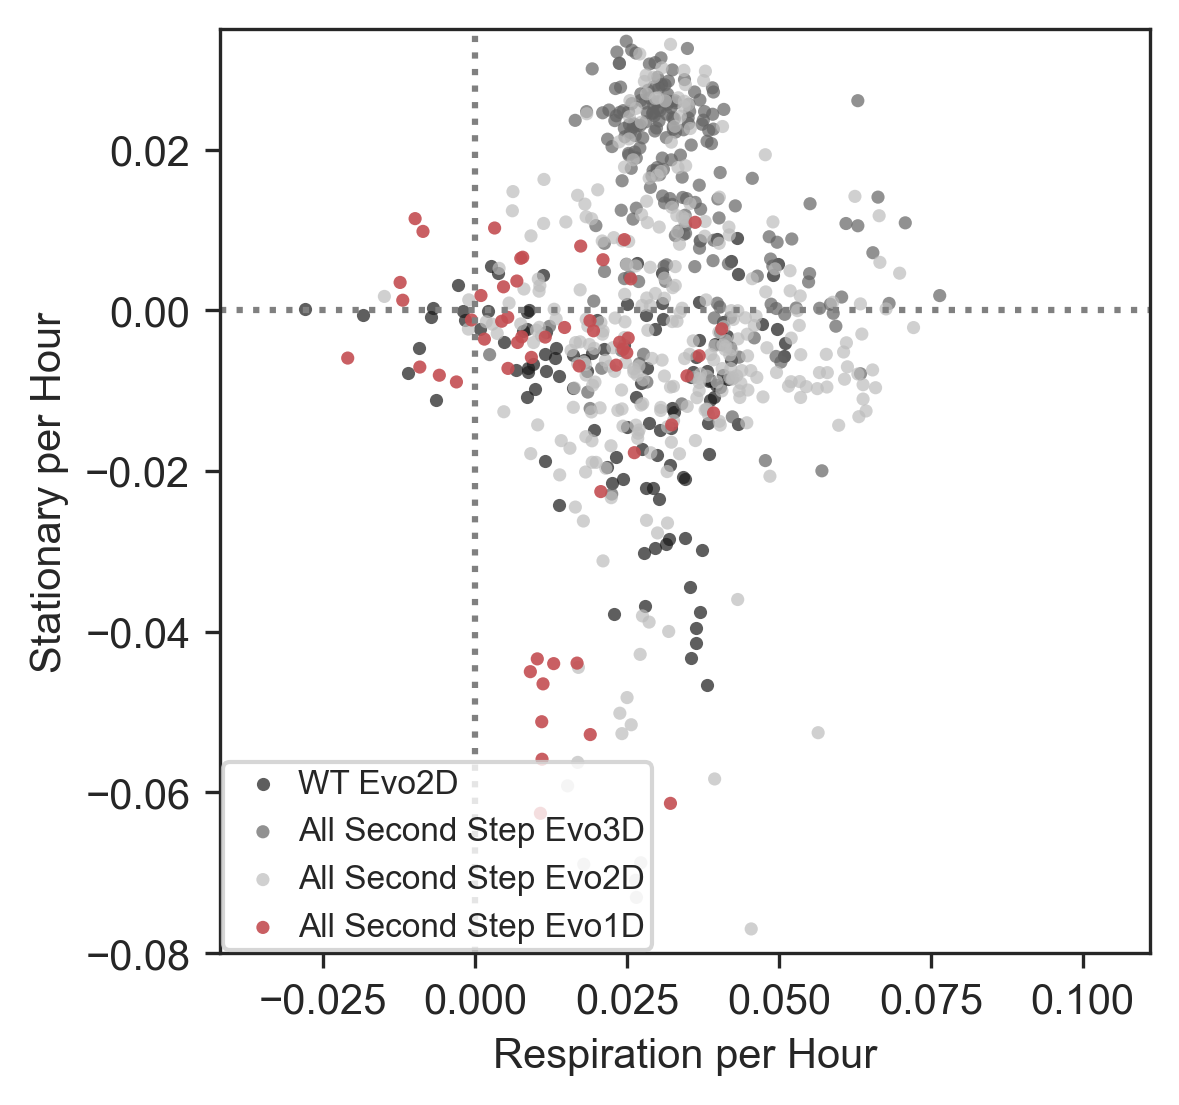 Stationary per Hour
0.02
0.00
−0.02
−0.04
−0.06
−0.08
WT Evo2D
All Second Step Evo3D
All Second Step Evo2D
All Second Step Evo1D
−0.025 0.000 0.025 0.050 0.075 0.100
Respiration per Hour